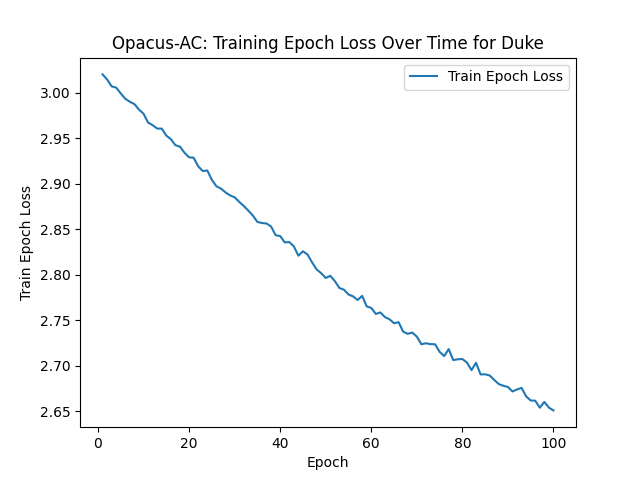 Opacus-AC: Training Epoch Loss Over Time for Duke
Train Epoch Loss
3.00
2.95
2.90
2.85
2.80
2.75
2.70
2.65
Train Epoch Loss
0 20 40 60 80 100
Epoch